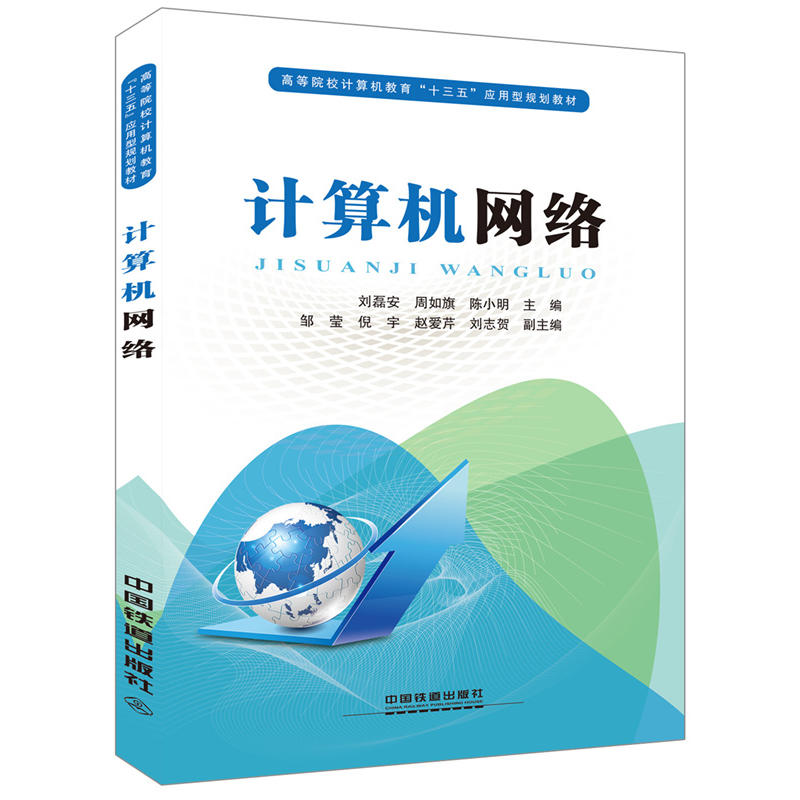 高等院校计算机教育
“十三五”应用型规划教材
计算机网络
中国铁道出版社
高等院校计算机教育“十三五”应用型规划教材
计算机网络
JISUANJI WANGLUO
刘磊安 周如旗 陈小明 主 编
邹 莹 倪 宇 赵爱芹 刘志贺 副主编
中国铁道出版社
CHINA RAILWAY PUBLISHING HOUSE